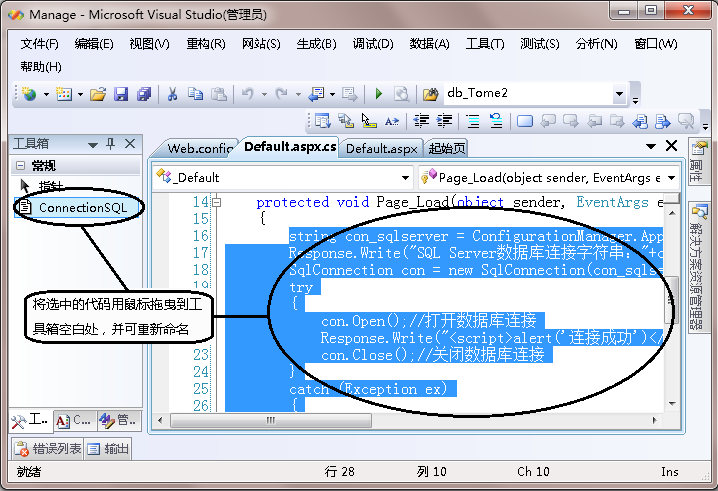 Manage - Microsoft Visual Studio(管理员)
文件(F) 编辑(E) 视图(V) 重构(R) 网站(S) 生成(B) 调试(D) 数据(A) 工具(T) 测试(S) 分析(N) 窗口(W)
帮助(H)
db_Tome2
工具箱
常规
指针
ConnectionSQL
将选中的代码用鼠标拖曳到工
具箱空白处，并可重新命名
工... C... 管...
Web.config Default.aspx.cs Default.aspx 起始页
_Default Page_Load(object sender, EventArgs e
14 protected void Page_Load(object sender, EventArgs e
15 {
16 string con_sqlserver = ConfigurationManager.App
17 Response.Write("SQL Server数据库连接字符串："+c
18 SqlConnection con = new SqlConnection(con_sqls
try
{
con.Open();//打开数据库连接
Response.Write("<script>alert('连接成功')</
23 con.Close();//关闭数据库连接
24 }
25 catch (Exception ex)
26 {
属性
解决方案资源管理器
错误列表 输出
就绪 行 28 列 10 Ch 10 Ins